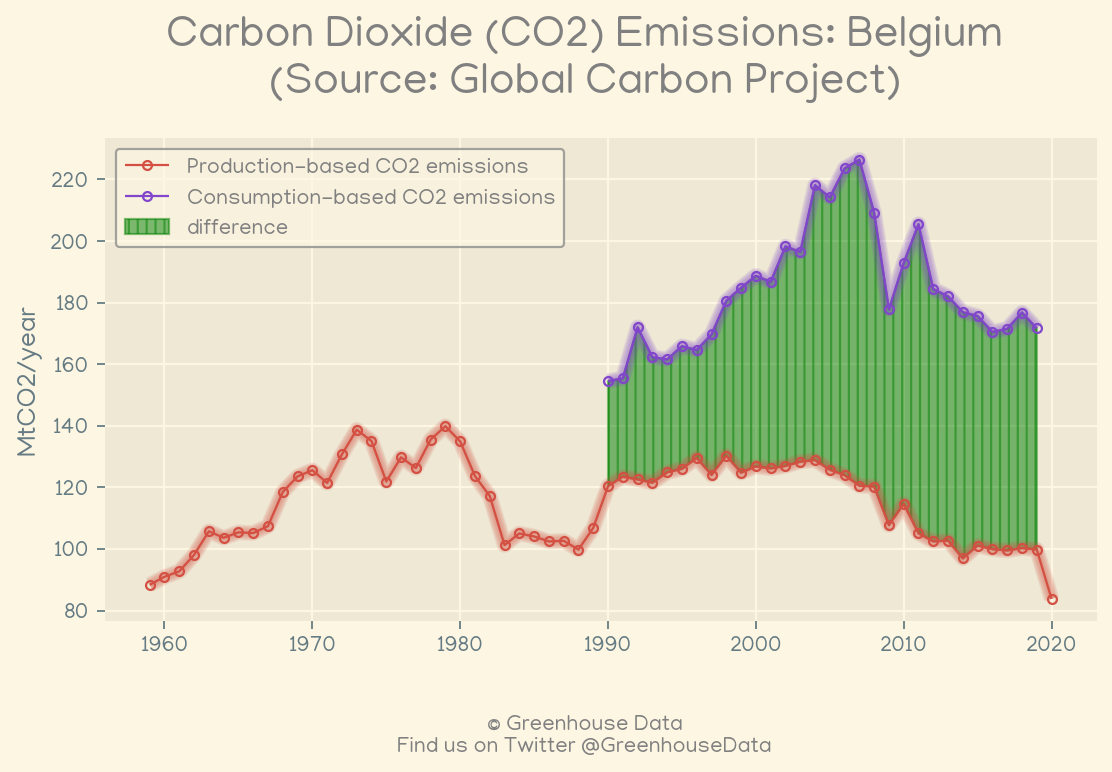 Carbon Dioxide (CO2) Emissions: Belgium
(Source: Global Carbon Project)
Production-based CO2 emissions
Consumption-based CO2 emissions
difference
MtCO2/year
220
200
180
160
140
120
100
80
1960 1970 1980 1990 2000 2010 2020
© Greenhouse Data
Find us on Twitter @GreenhouseData